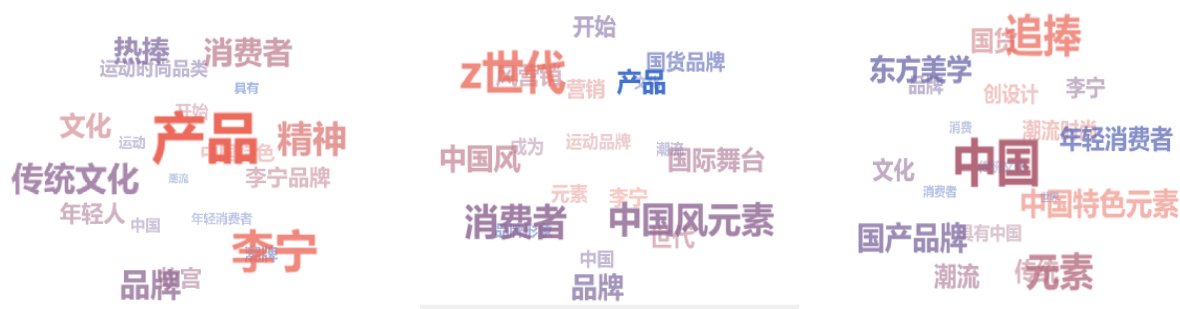 热捧
消费者
运动时尚品类
具有
开始
文化
运动
产品
精神
传统文化
潮流
李宁品牌
年轻人
中国
年轻消费者
李宁
品牌
开始
z世代
国货品牌
营销
产品
中国风
成为
运动品牌
潮流
国际舞台
元素
李宁
消费者
中国风元素
世代
中国
品牌
国货
追捧
东方美学
品牌
创设计
李宁
消费
潮流时尚
年轻消费者
中国
文化
消费者
中国特色元素
国产品牌
具有中国
潮流
传统
元素